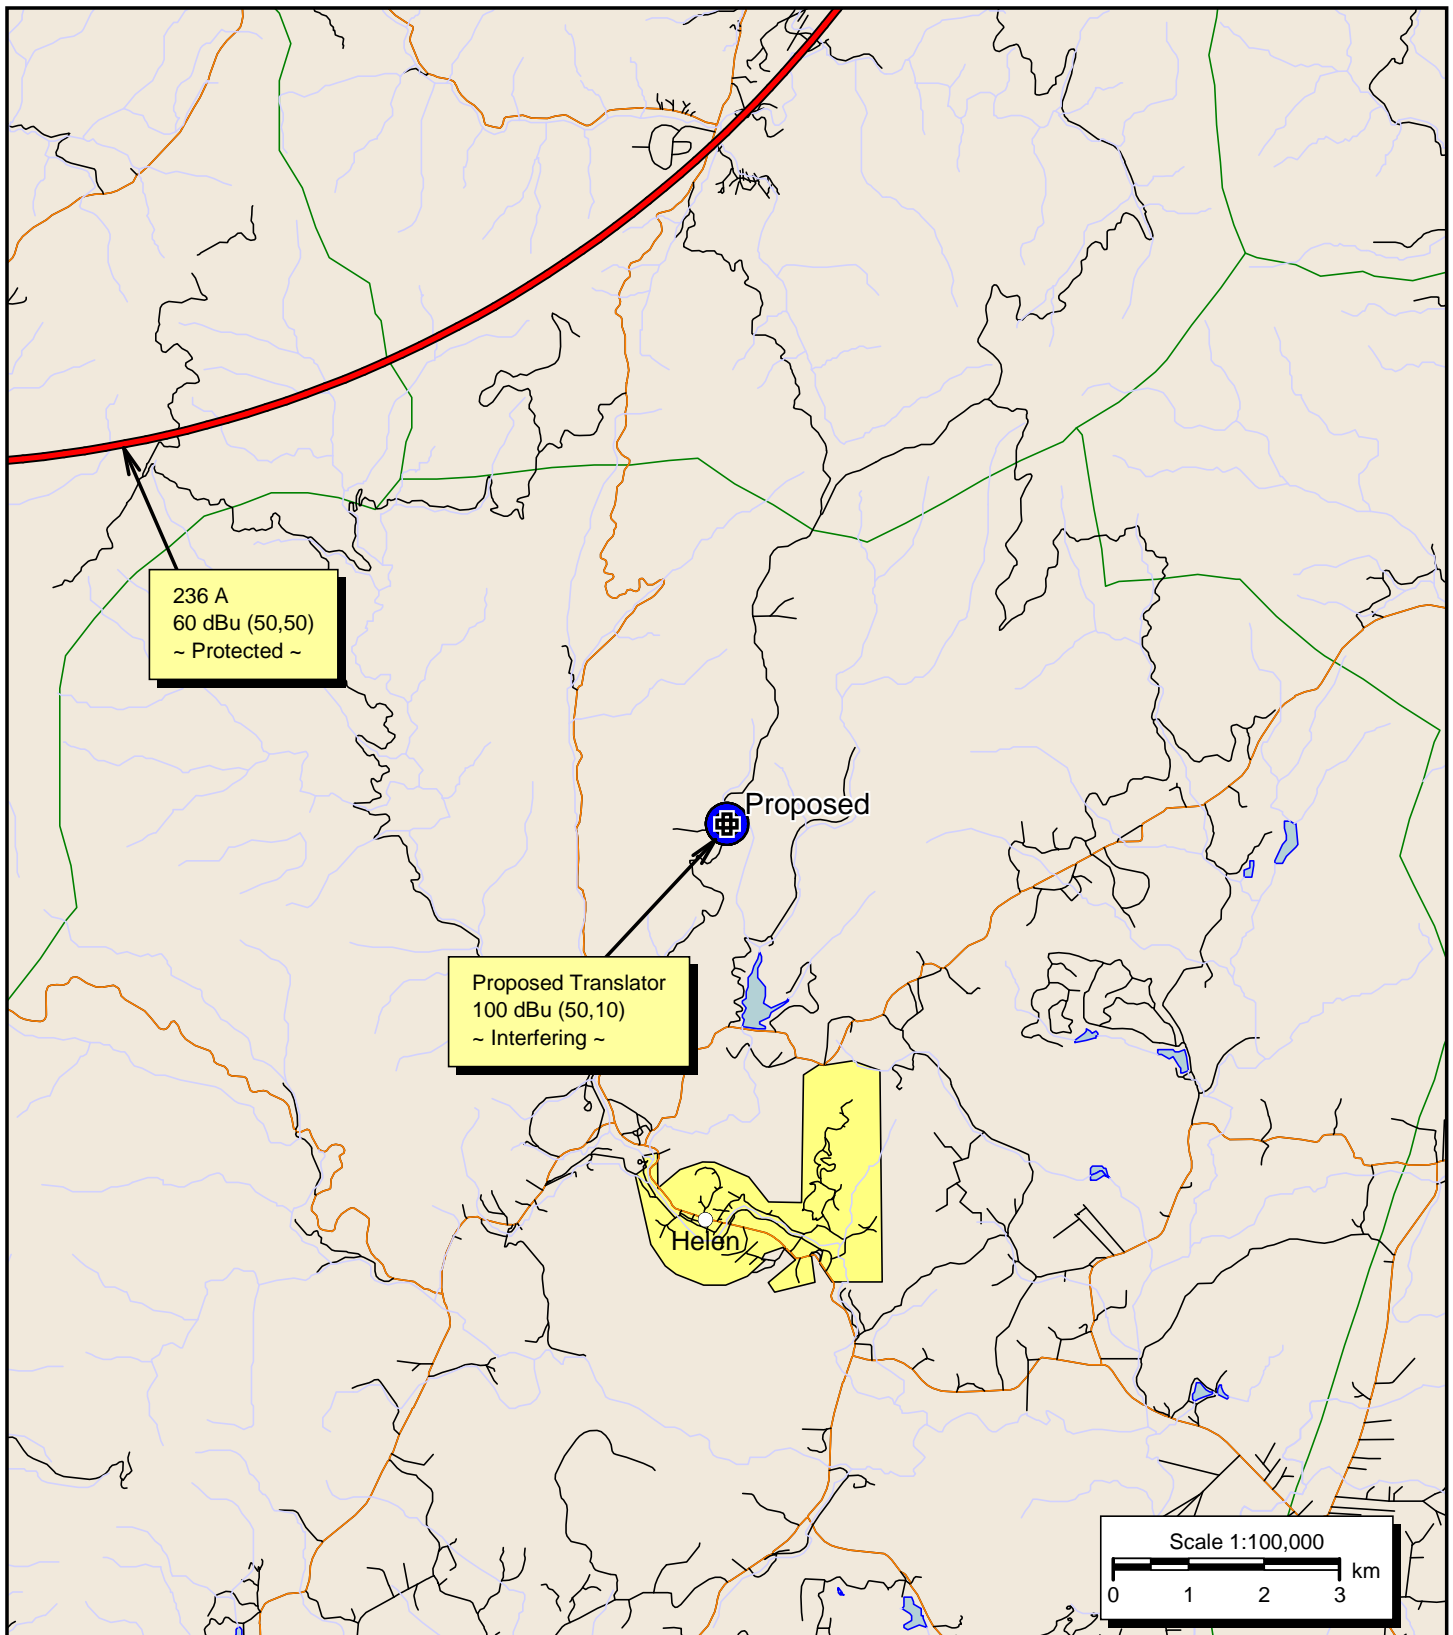 236 A
60 dBu (50,50)
~ Protected ~
Proposed
Proposed Translator
100 dBu (50,10)
~ Interfering ~
Helen
Scale 1:100,000
km
0 1 2 3